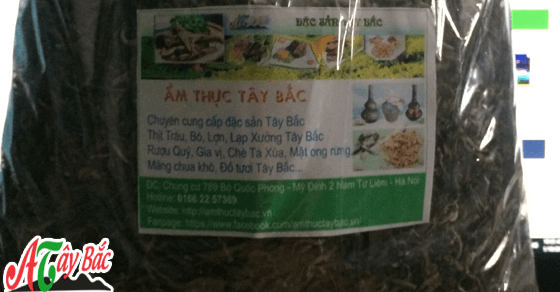 ĐẶC SẢN TÂY BẮC
ẨM THỰC TÂY BẮC
Chuyên cung cấp đặc sản Tây Bắc
Thịt Trâu, Bò, Lợn, Lạp Xưởng Tây Bắc
Rượu Quý, Gia vị, Chè Tà Xùa, Mật ong rừng
Măng chua khô, Đồ tươi Tây Bắc...
ĐC: Chung cư 789 Bộ Quốc Phòng - Mỹ Đình 2 Nam Từ Liêm - Hà Nội
Hotline: 0166 22 57369
Website: http://amthuctaybac.vn
Fanpage: https://www.facebook.com/amthuctaybac.vn/
ATây Bắc